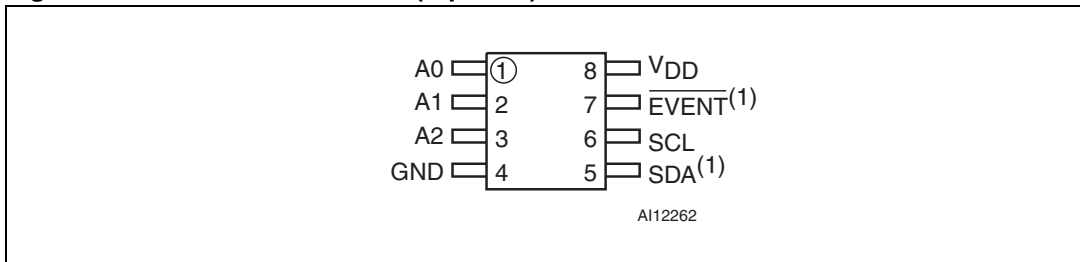 A0 1 8 VDD
A1 2 7 EVENT(1)
A2 3 6 SCL
GND 4 5 SDA(1)
AI12262